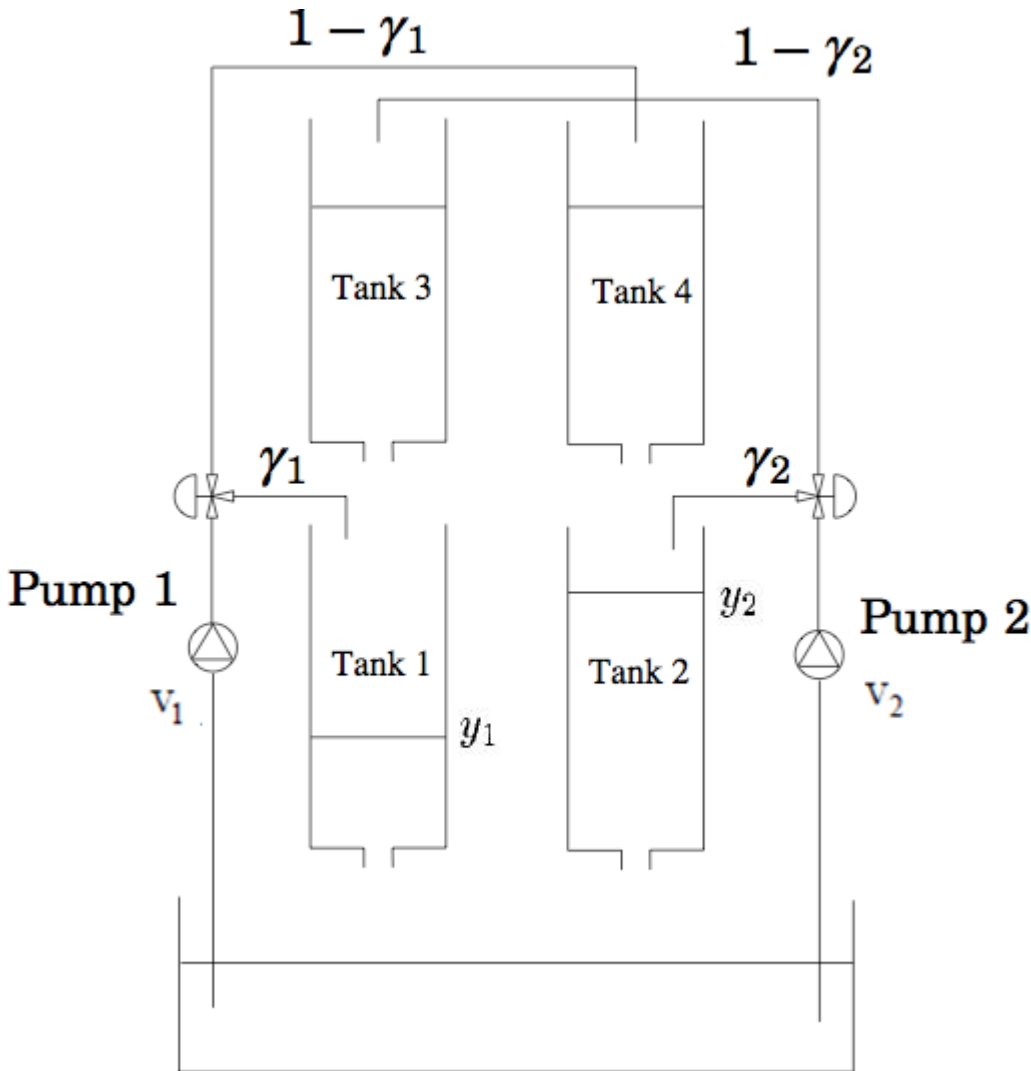 1 − γ₁
1 − γ₂
Tank 3
Tank 4
γ₁
γ₂
Pump 1
y₂
Pump 2
Tank 1
Tank 2
v₁
v₂
y₁